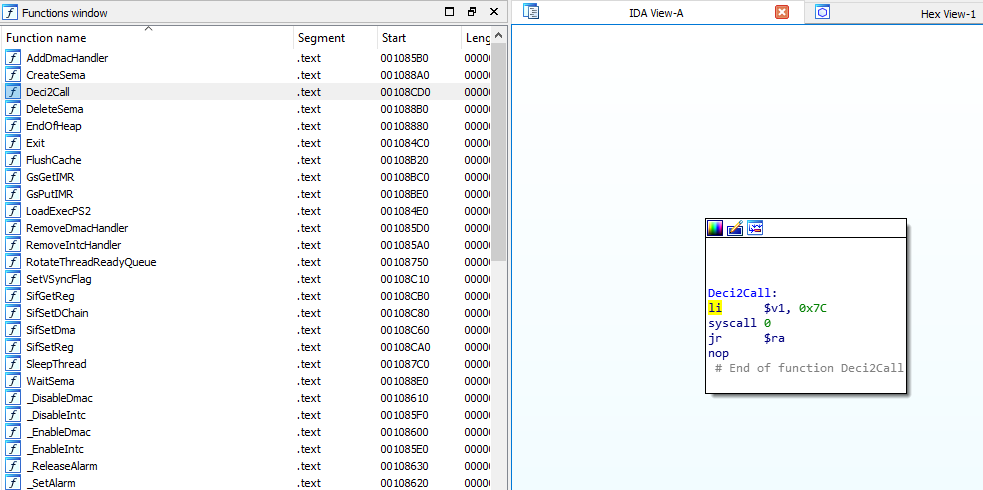 Functions window
Function name Segment Start Leng
AddDmacHandler .text 001085B0 00000
CreateSema .text 001088A0 00000
Deci2Call .text 00108CD0 00000
DeleteSema .text 001088B0 00000
EndOfHeap .text 00108880 00000
Exit .text 001084C0 00000
FlushCache .text 00108B20 00000
GsGetIMR .text 00108BC0 00000
GsPutIMR .text 00108BE0 00000
LoadExecPS2 .text 001084E0 00000
RemoveDmacHandler .text 001085D0 00000
RemoveIntcHandler .text 001085A0 00000
RotateThreadReadyQueue .text 00108750 00000
SetVSyncFlag .text 00108C10 00000
SifGetReg .text 00108CB0 00000
SifSetDChain .text 00108C80 00000
SifSetDma .text 00108C60 00000
SifSetReg .text 00108CA0 00000
SleepThread .text 001087C0 00000
WaitSema .text 001088E0 00000
_DisableDmac .text 00108610 00000
_DisableIntc .text 001085F0 00000
_EnableDmac .text 00108600 00000
_EnableIntc .text 001085E0 00000
_ReleaseAlarm .text 00108630 00000
_SetAlarm .text 00108620 00000
IDA View-A Hex View-1
Deci2Call:
li $v1, 0x7C
syscall 0
jr $ra
nop
# End of function Deci2Call